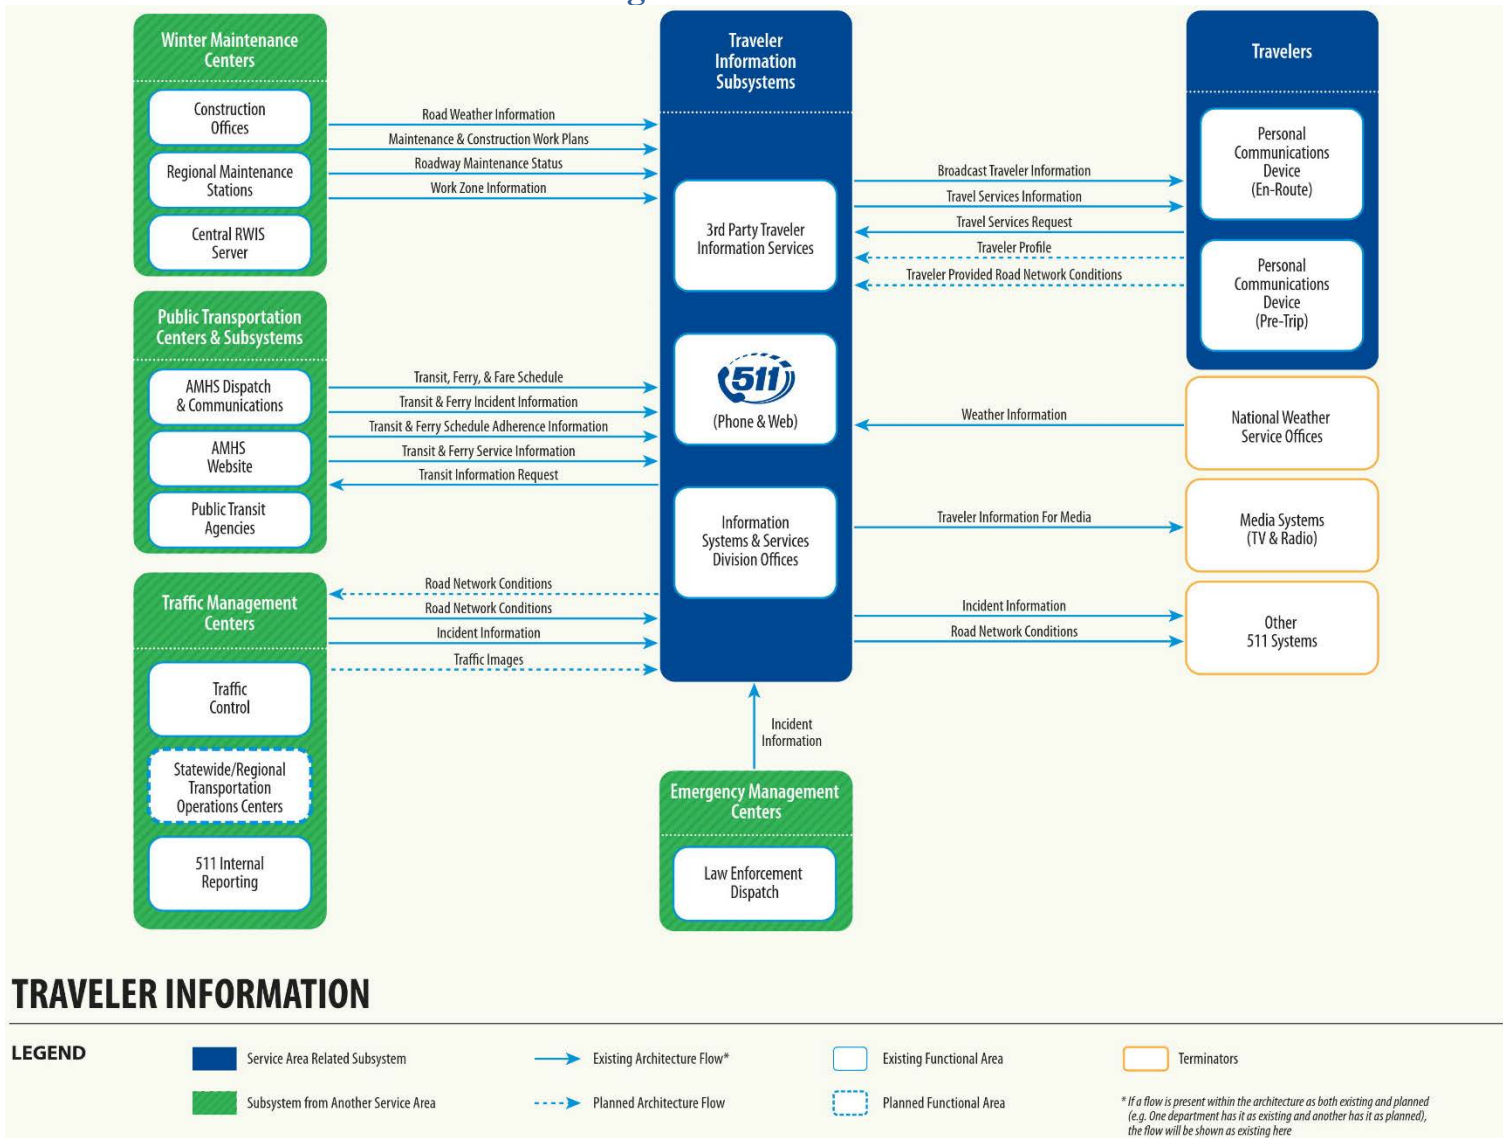 Winter Maintenance
Centers
Construction
Offices
Regional Maintenance
Stations
Central RWIS
Server
Road Weather Information
Maintenance & Construction Work Plans
Roadway Maintenance Status
Work Zone Information
Public Transportation
Centers & Subsystems
AMHS Dispatch
& Communications
AMHS
Website
Public Transit
Agencies
Transit, Ferry, & Fare Schedule
Transit & Ferry Incident Information
Transit & Ferry Schedule Adherence Information
Transit & Ferry Service Information
Transit Information Request
Traffic Management
Centers
Traffic
Control
Statewide/Regional
Transportation
Operations Centers
511 Internal
Reporting
Road Network Conditions
Road Network Conditions
Incident Information
Traffic Images
Traveler
Information
Subsystems
3rd Party Traveler
Information Services
511
(Phone & Web)
Information
Systems & Services
Division Offices
Incident
Information
Emergency Management
Centers
Law Enforcement
Dispatch
Broadcast Traveler Information
Travel Services Information
Travel Services Request
Traveler Profile
Traveler Provided Road Network Conditions
Weather Information
Traveler Information For Media
Incident Information
Road Network Conditions
Travelers
Personal
Communications
Device
(En-Route)
Personal
Communications
Device
(Pre-Trip)
National Weather
Service Offices
Media Systems
(TV & Radio)
Other
511 Systems
TRAVELER INFORMATION
LEGEND
Service Area Related Subsystem
Subsystem from Another Service Area
Existing Architecture Flow*
Planned Architecture Flow
Existing Functional Area
Planned Functional Area
Terminators
* If a flow is present within the architecture as both existing and planned
(e.g. One department has it as existing and another has it as planned),
the flow will be shown as existing here